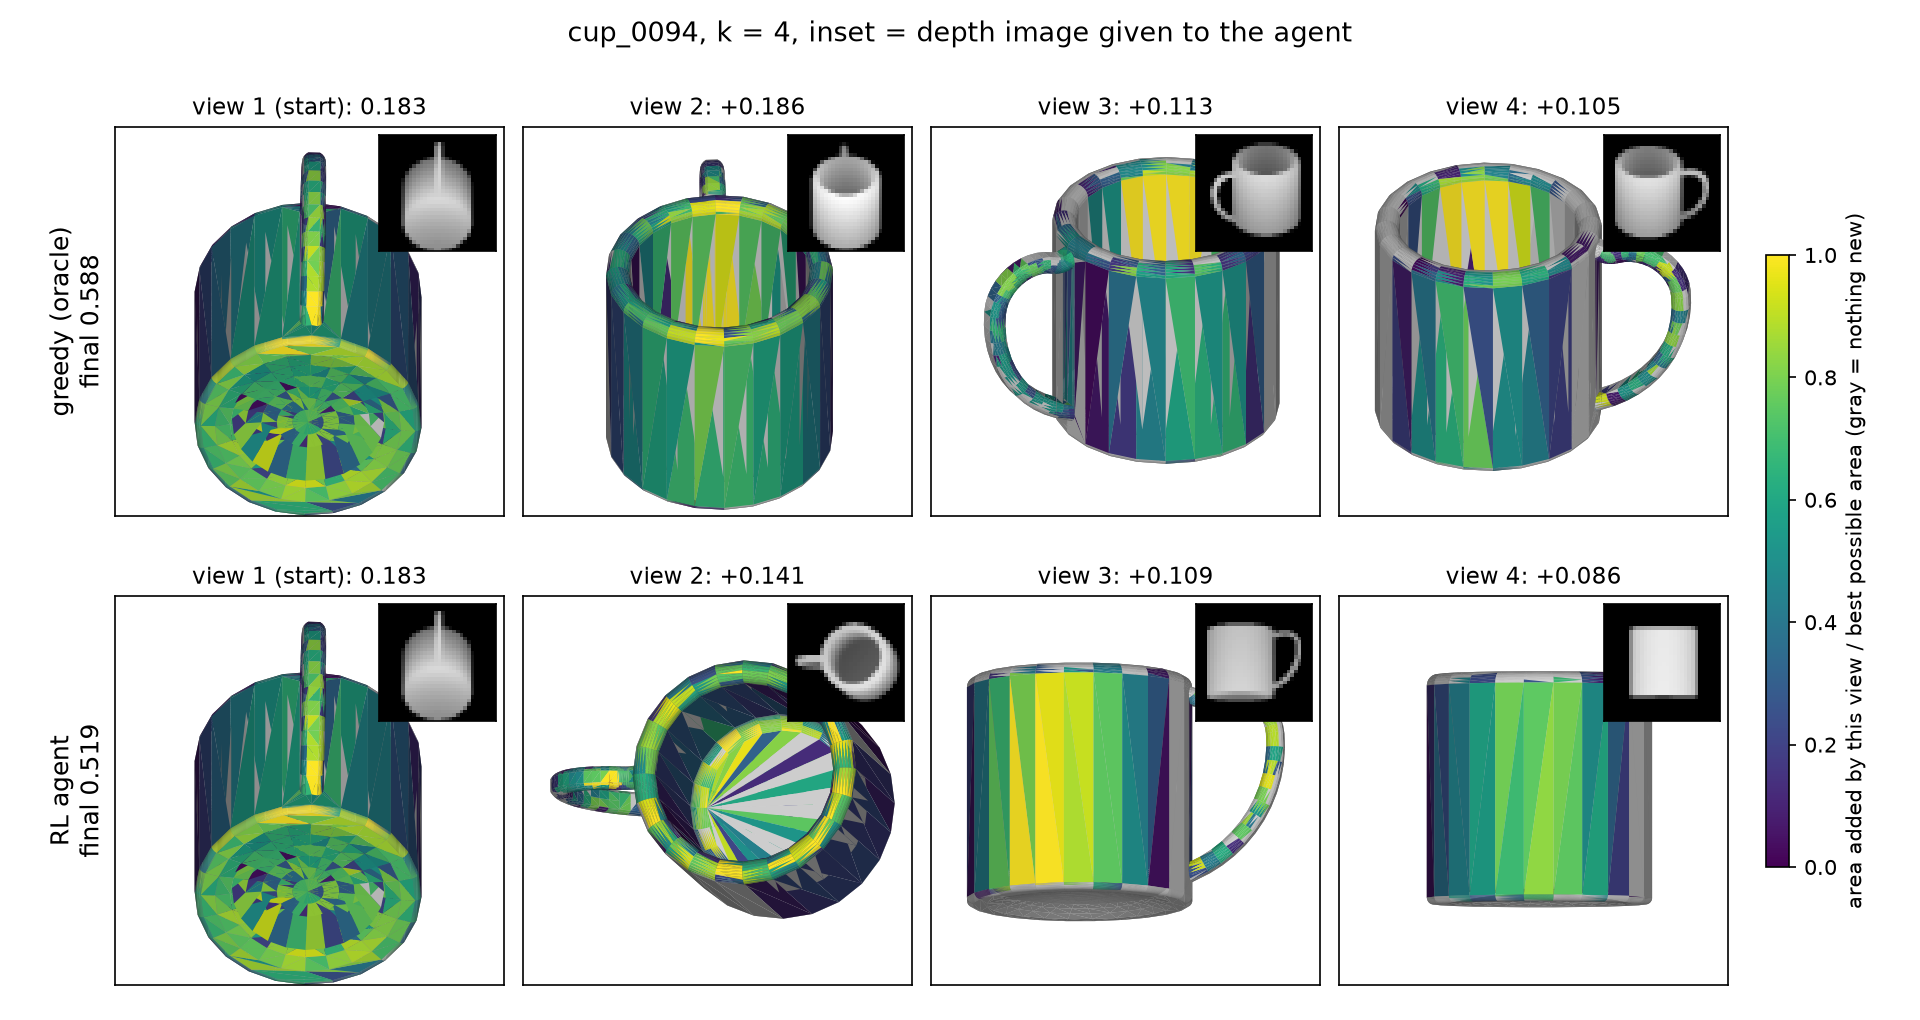 cup_0094, k = 4, inset = depth image given to the agent
view 1 (start): 0.183
view 2: +0.186
view 3: +0.113
view 4: +0.105
greedy (oracle)
final 0.588
view 1 (start): 0.183
view 2: +0.141
view 3: +0.109
view 4: +0.086
RL agent
final 0.519
1.0
0.8
0.6
0.4
0.2
0.0
area added by this view / best possible area (gray = nothing new)